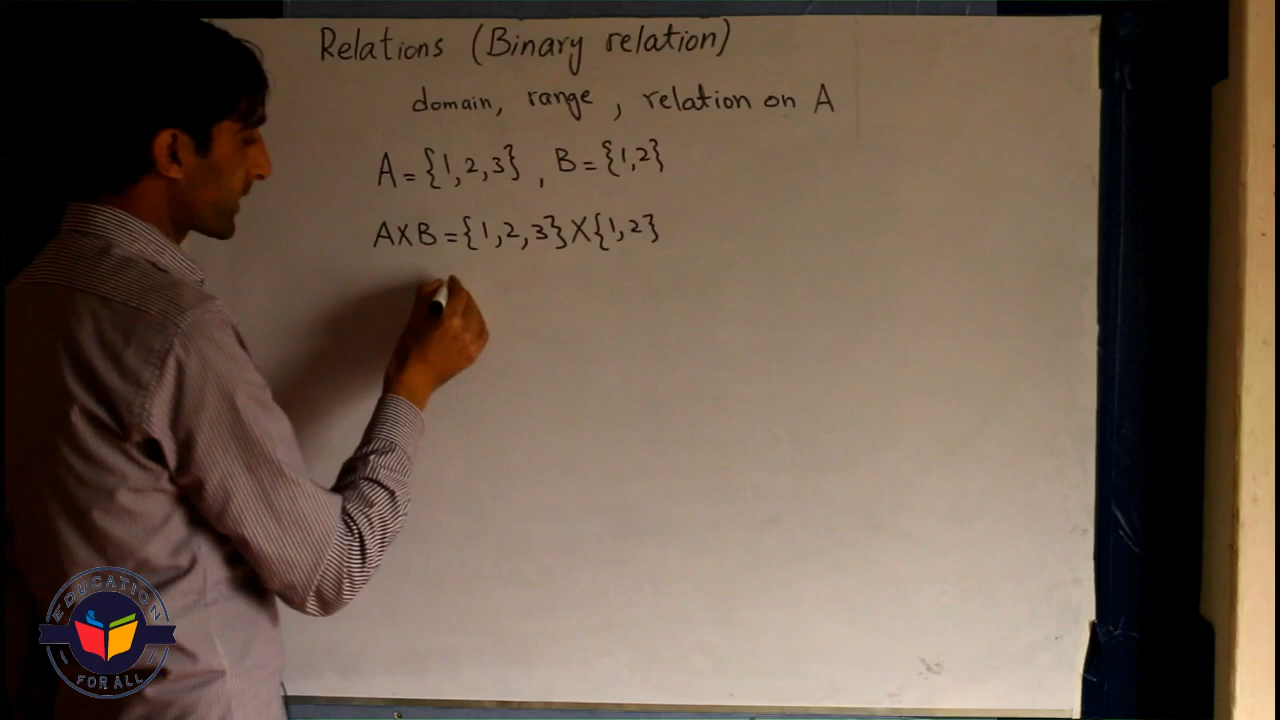 Relations (Binary relation)
domain, range, relation on A
A={1,2,3}, B={1,2}
AXB={1,2,3}X{1,2}
EDUCATION
FOR ALL